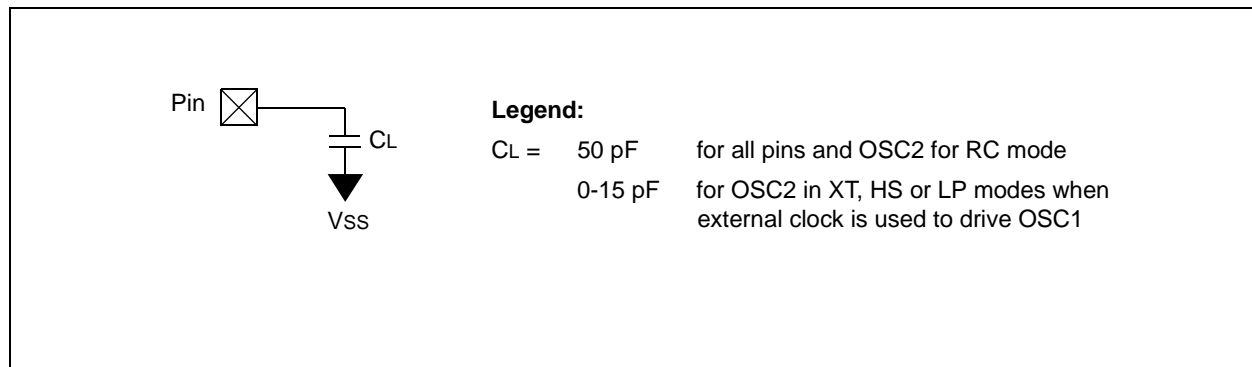 Pin
CL
VSS
Legend:
CL = 50 pF for all pins and OSC2 for RC mode
0-15 pF for OSC2 in XT, HS or LP modes when
external clock is used to drive OSC1